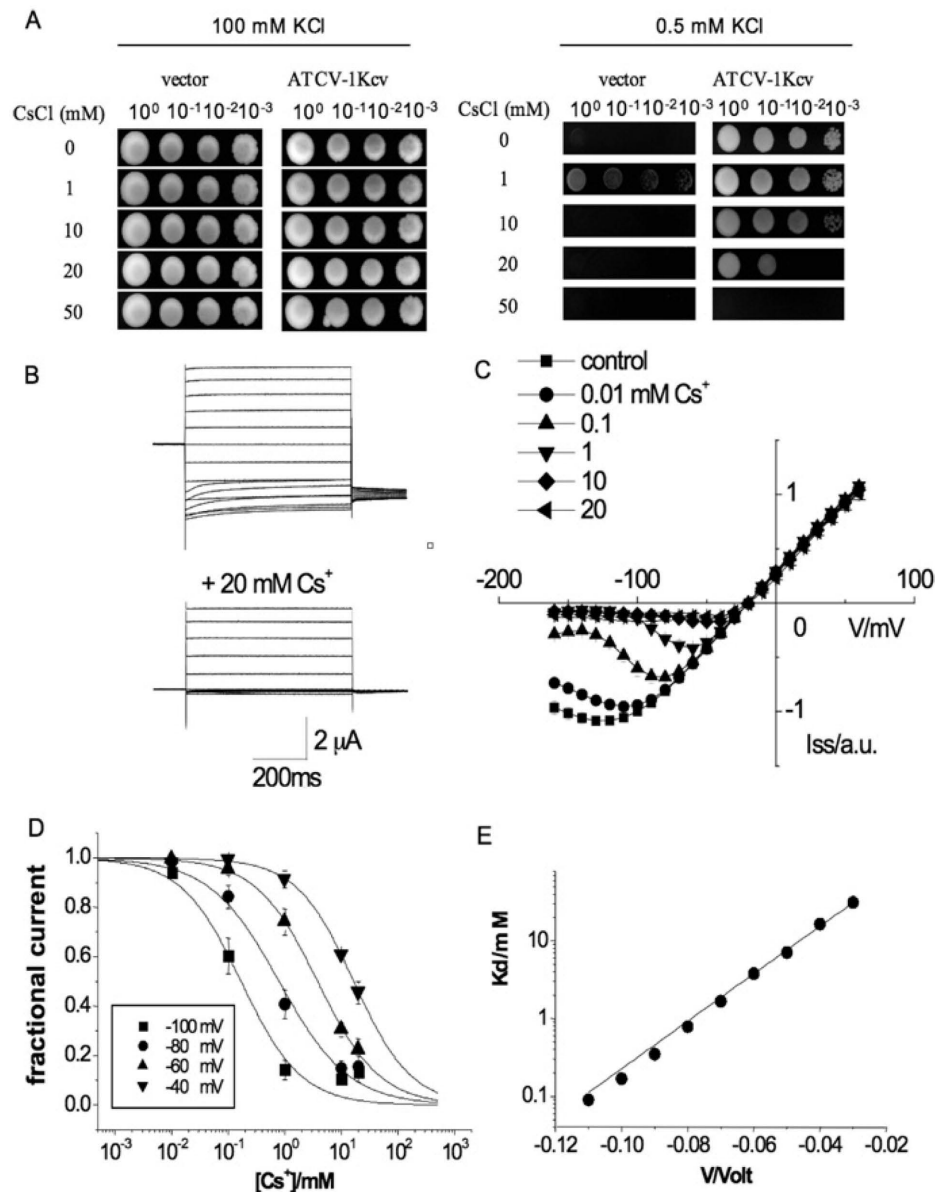 A
100 mM KCl
0.5 mM KCl
vector
ATCV-1Kcv
vector
ATCV-1Kcv
CsCl (mM)
10⁰ 10⁻¹ 10⁻² 10⁻³
10⁰ 10⁻¹ 10⁻² 10⁻³
CsCl (mM)
10⁰ 10⁻¹ 10⁻² 10⁻³
10⁰ 10⁻¹ 10⁻² 10⁻³
0
0
1
1
10
10
20
20
50
50
B
+ 20 mM Cs⁺
2 µA
200ms
C
control
0.01 mM Cs⁺
0.1
1
10
20
1
-200
-100
0
100
V/mV
-1
Iss/a.u.
D
fractional current
1.0
0.8
0.6
0.4
0.2
0.0
-100 mV
-80 mV
-60 mV
-40 mV
10⁻³ 10⁻² 10⁻¹ 10⁰ 10¹ 10² 10³
[Cs⁺]/mM
E
Kd/mM
10
1
0.1
-0.12 -0.10 -0.08 -0.06 -0.04 -0.02
V/Volt